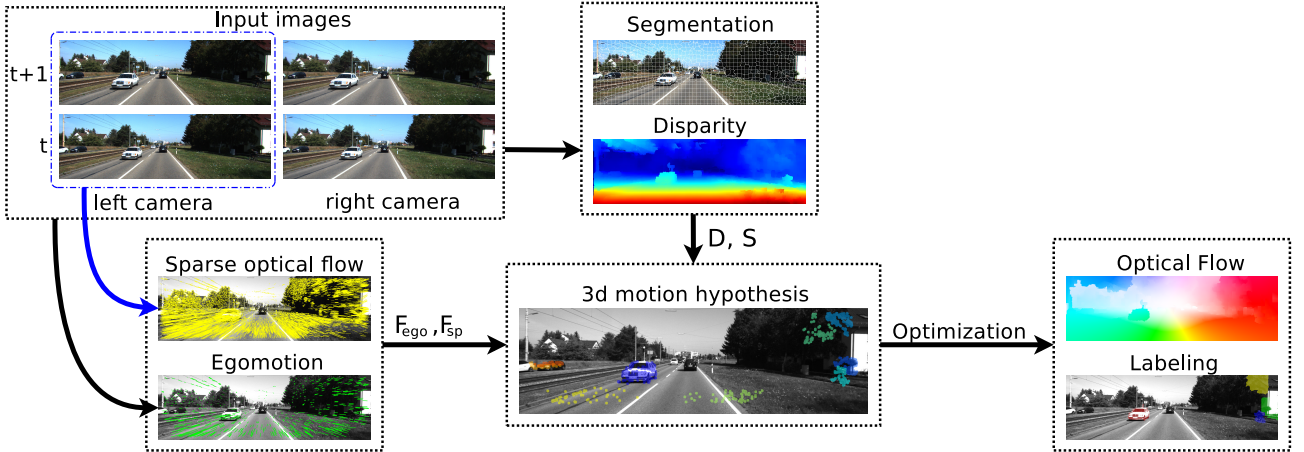 Input images
t+1
t
left camera
right camera
Segmentation
Disparity
D, S
Sparse optical flow
Egomotion
F_ego, F_sp
3d motion hypothesis
Optimization
Optical Flow
Labeling